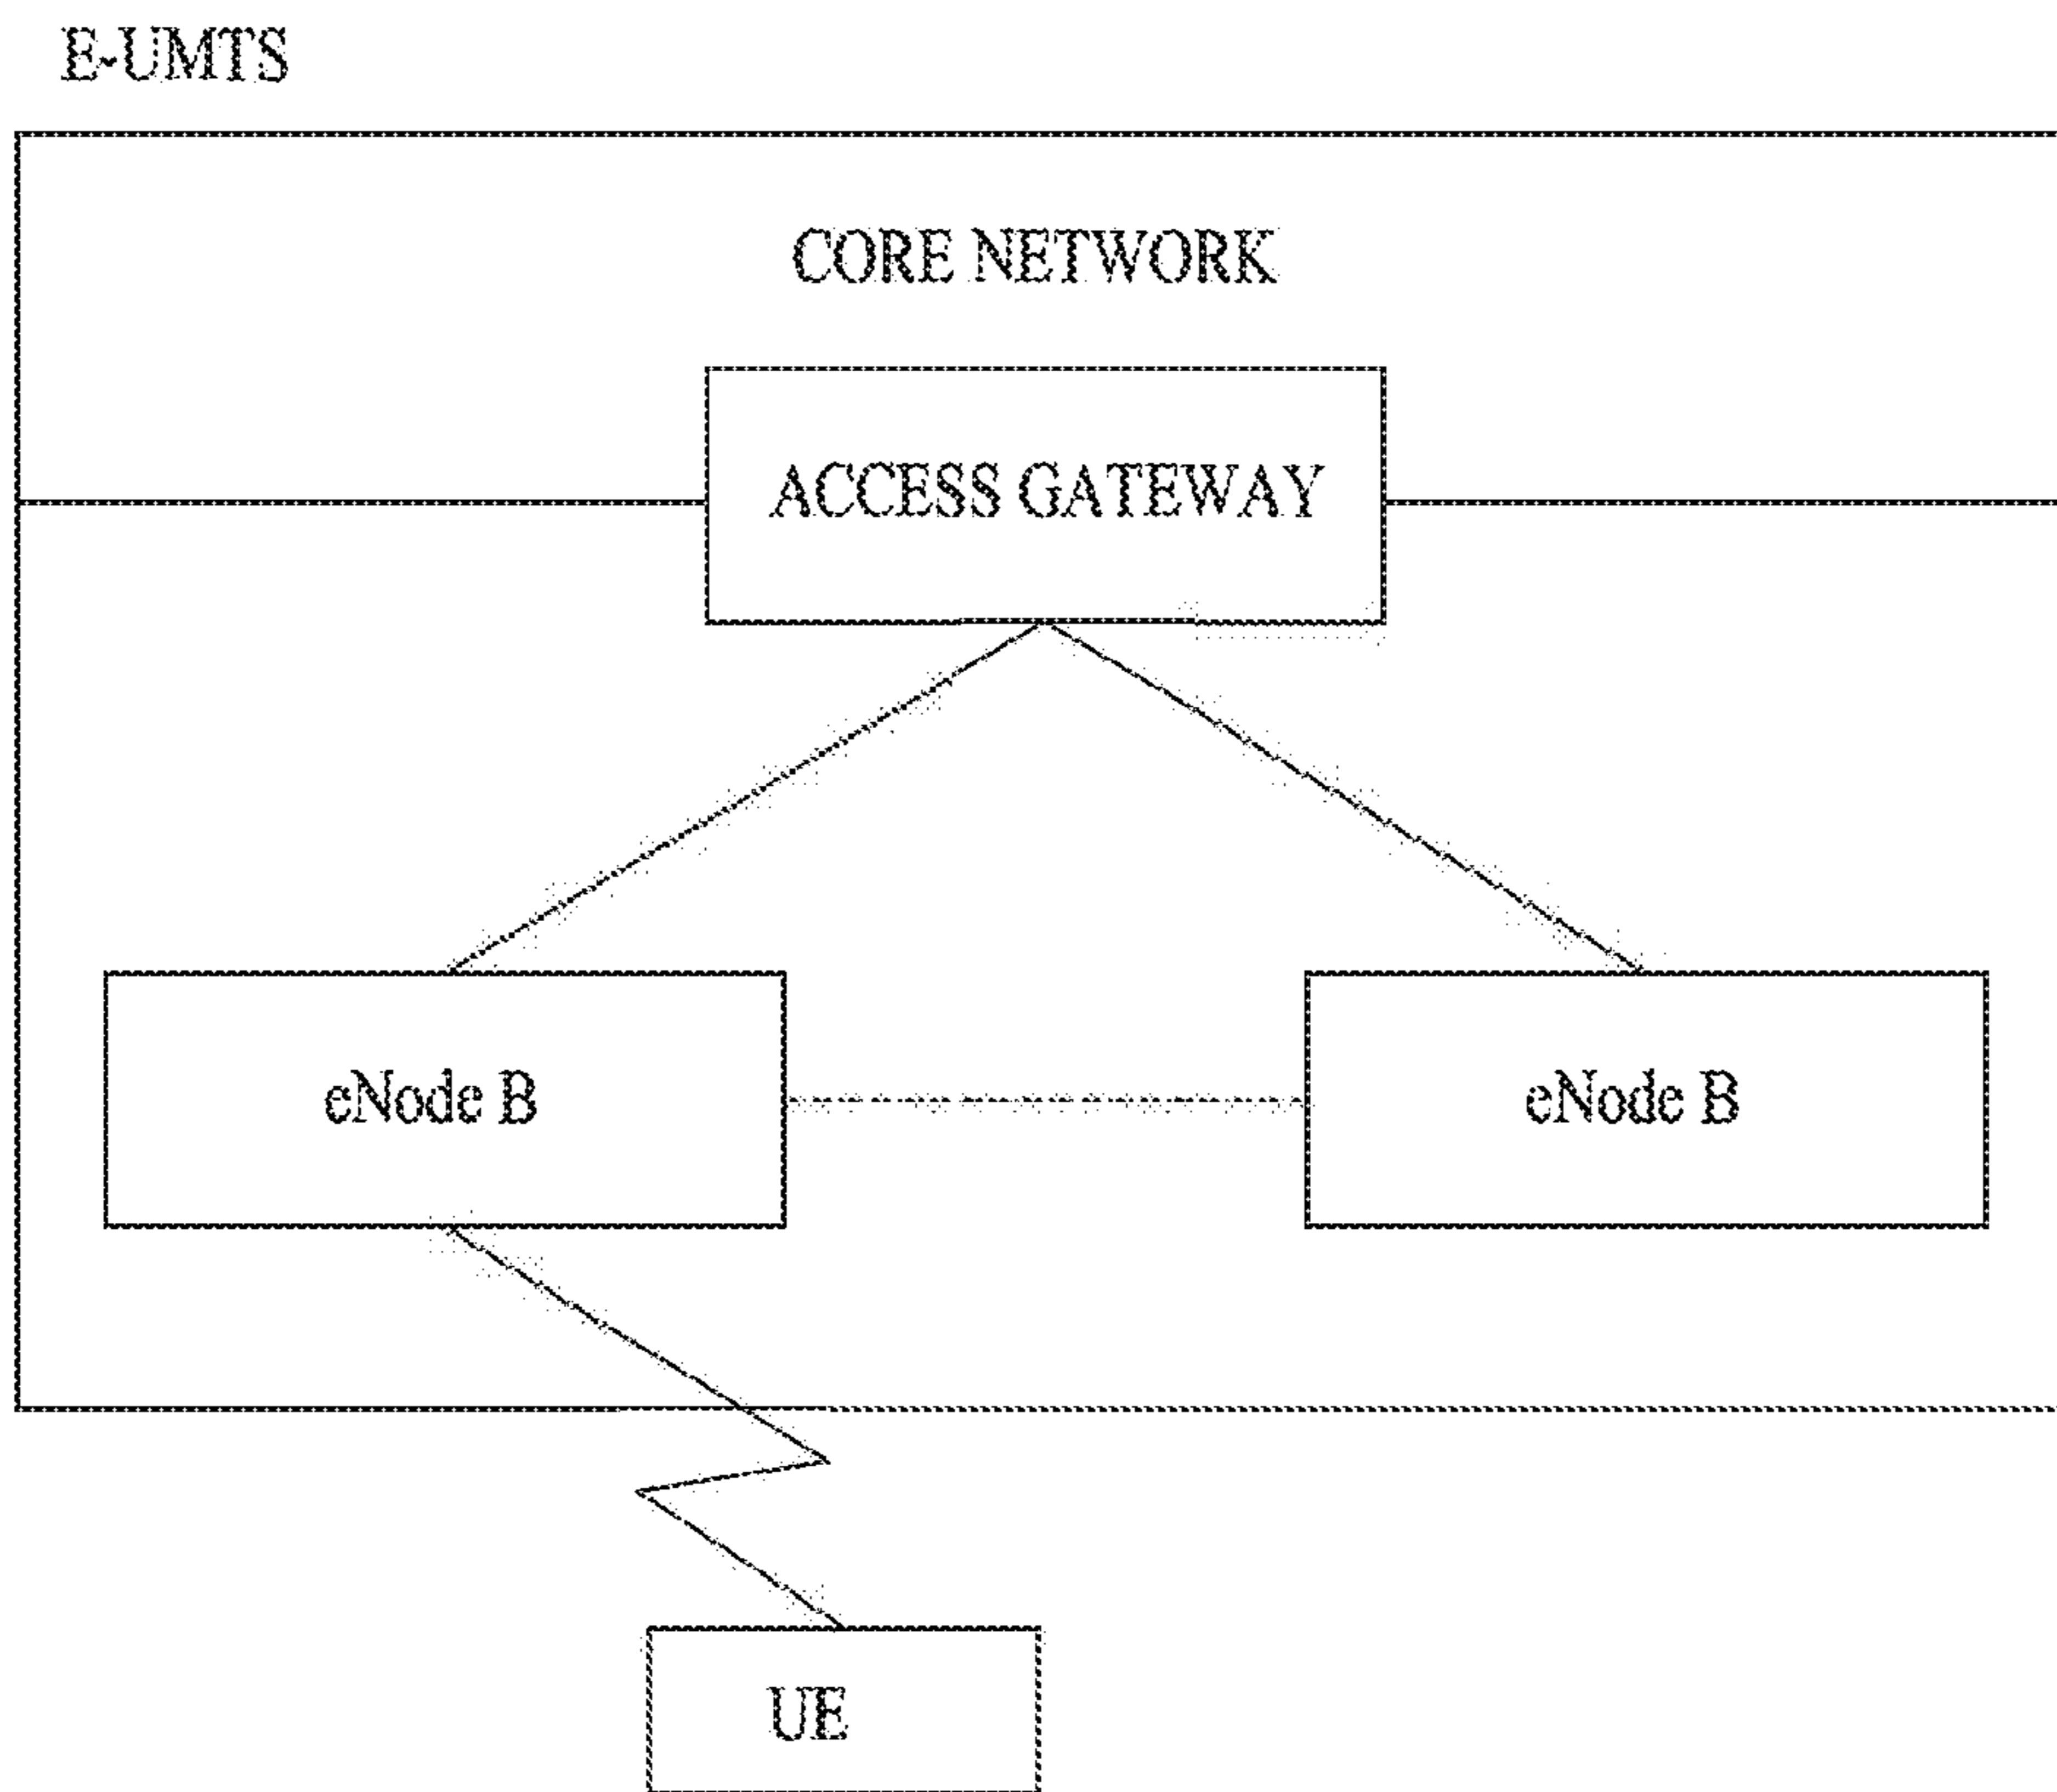 E-UMTS
CORE NETWORK
ACCESS GATEWAY
eNode B
eNode B
UE